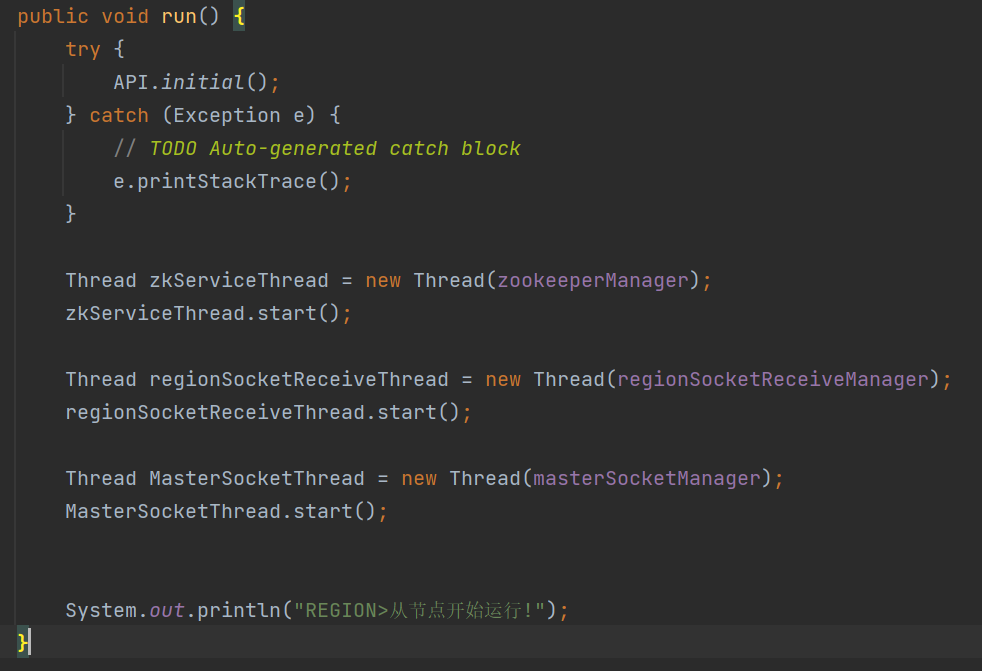 public void run() {
    try {
        API.initial();
    } catch (Exception e) {
        // TODO Auto-generated catch block
        e.printStackTrace();
    }
    Thread zkServiceThread = new Thread(zookeeperManager);
    zkServiceThread.start();
    Thread regionSocketReceiveThread = new Thread(regionSocketReceiveManager);
    regionSocketReceiveThread.start();
    Thread MasterSocketThread = new Thread(masterSocketManager);
    MasterSocketThread.start();
    System.out.println("REGION>从节点开始运行!");
}